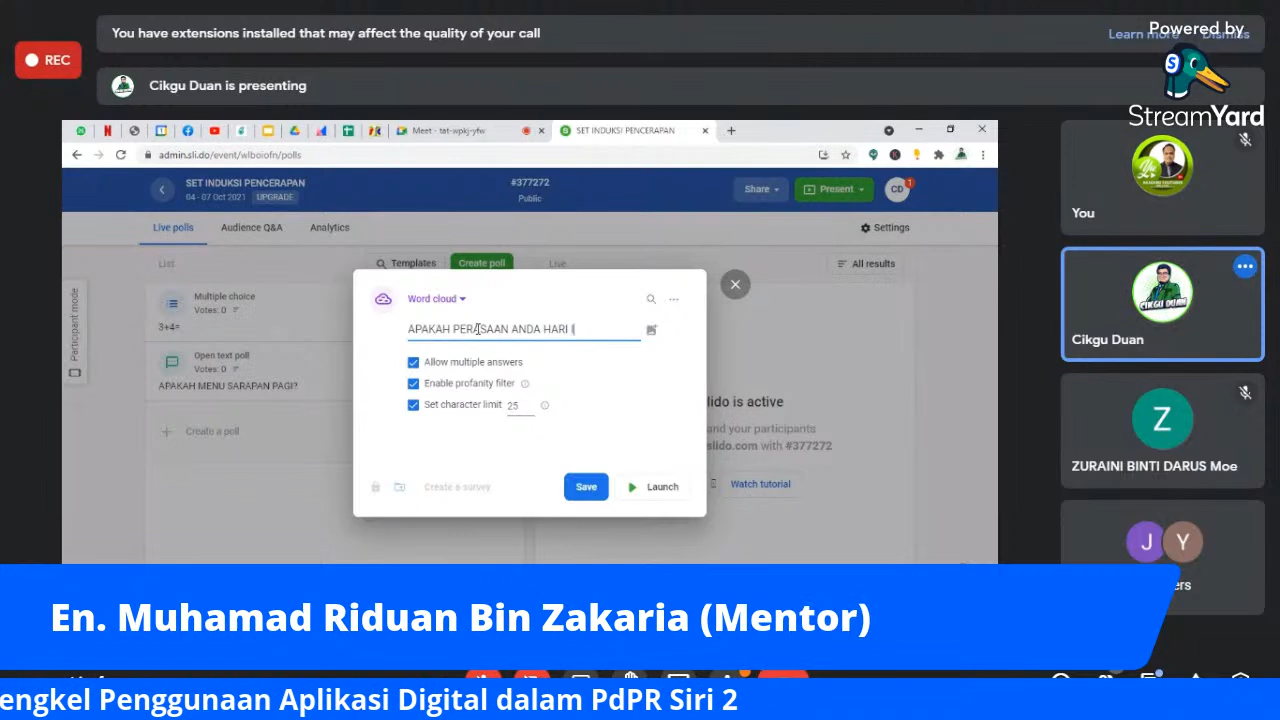 You have extensions installed that may affect the quality of your call
Learn more
Dismiss
Powered by
StreamYard
REC
Cikgu Duan is presenting
Meet - tat-wpkj-yfw
SET INDUKSI PENCERAPAN
admin.sli.do/event/wlboiofn/polls
SET INDUKSI PENCERAPAN
04 - 07 Oct 2021 UPGRADE
#377272
Public
Share
Present
CD
1
Live polls
Audience Q&A
Analytics
Settings
List
Templates
Create poll
Live
All results
Participant mode
Multiple choice
Votes: 0
3+4=
Open text poll
Votes: 0
APAKAH MENU SARAPAN PAGI?
Create a poll
Word cloud
APAKAH PERASAAN ANDA HARI I
Allow multiple answers
Enable profanity filter
Set character limit 25
Create a survey
Save
Launch
lido is active
and your participants
slido.com with #377272
Watch tutorial
You
CIKGU DUAN
Cikgu Duan
Z
ZURAINI BINTI DARUS Moe
J
Y
ers
En. Muhamad Riduan Bin Zakaria (Mentor)
engkel Penggunaan Aplikasi Digital dalam PdPR Siri 2